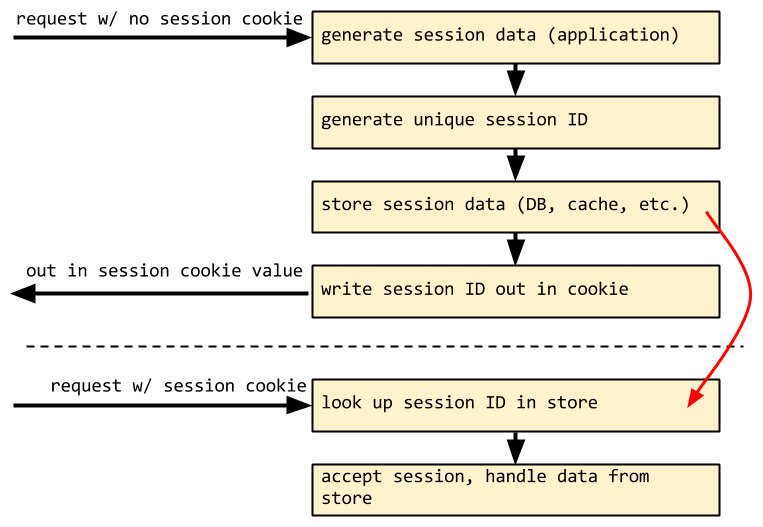 request w/ no session cookie
generate session data (application)
generate unique session ID
store session data (DB, cache, etc.)
out in session cookie value
write session ID out in cookie
request w/ session cookie
look up session ID in store
accept session, handle data from
store